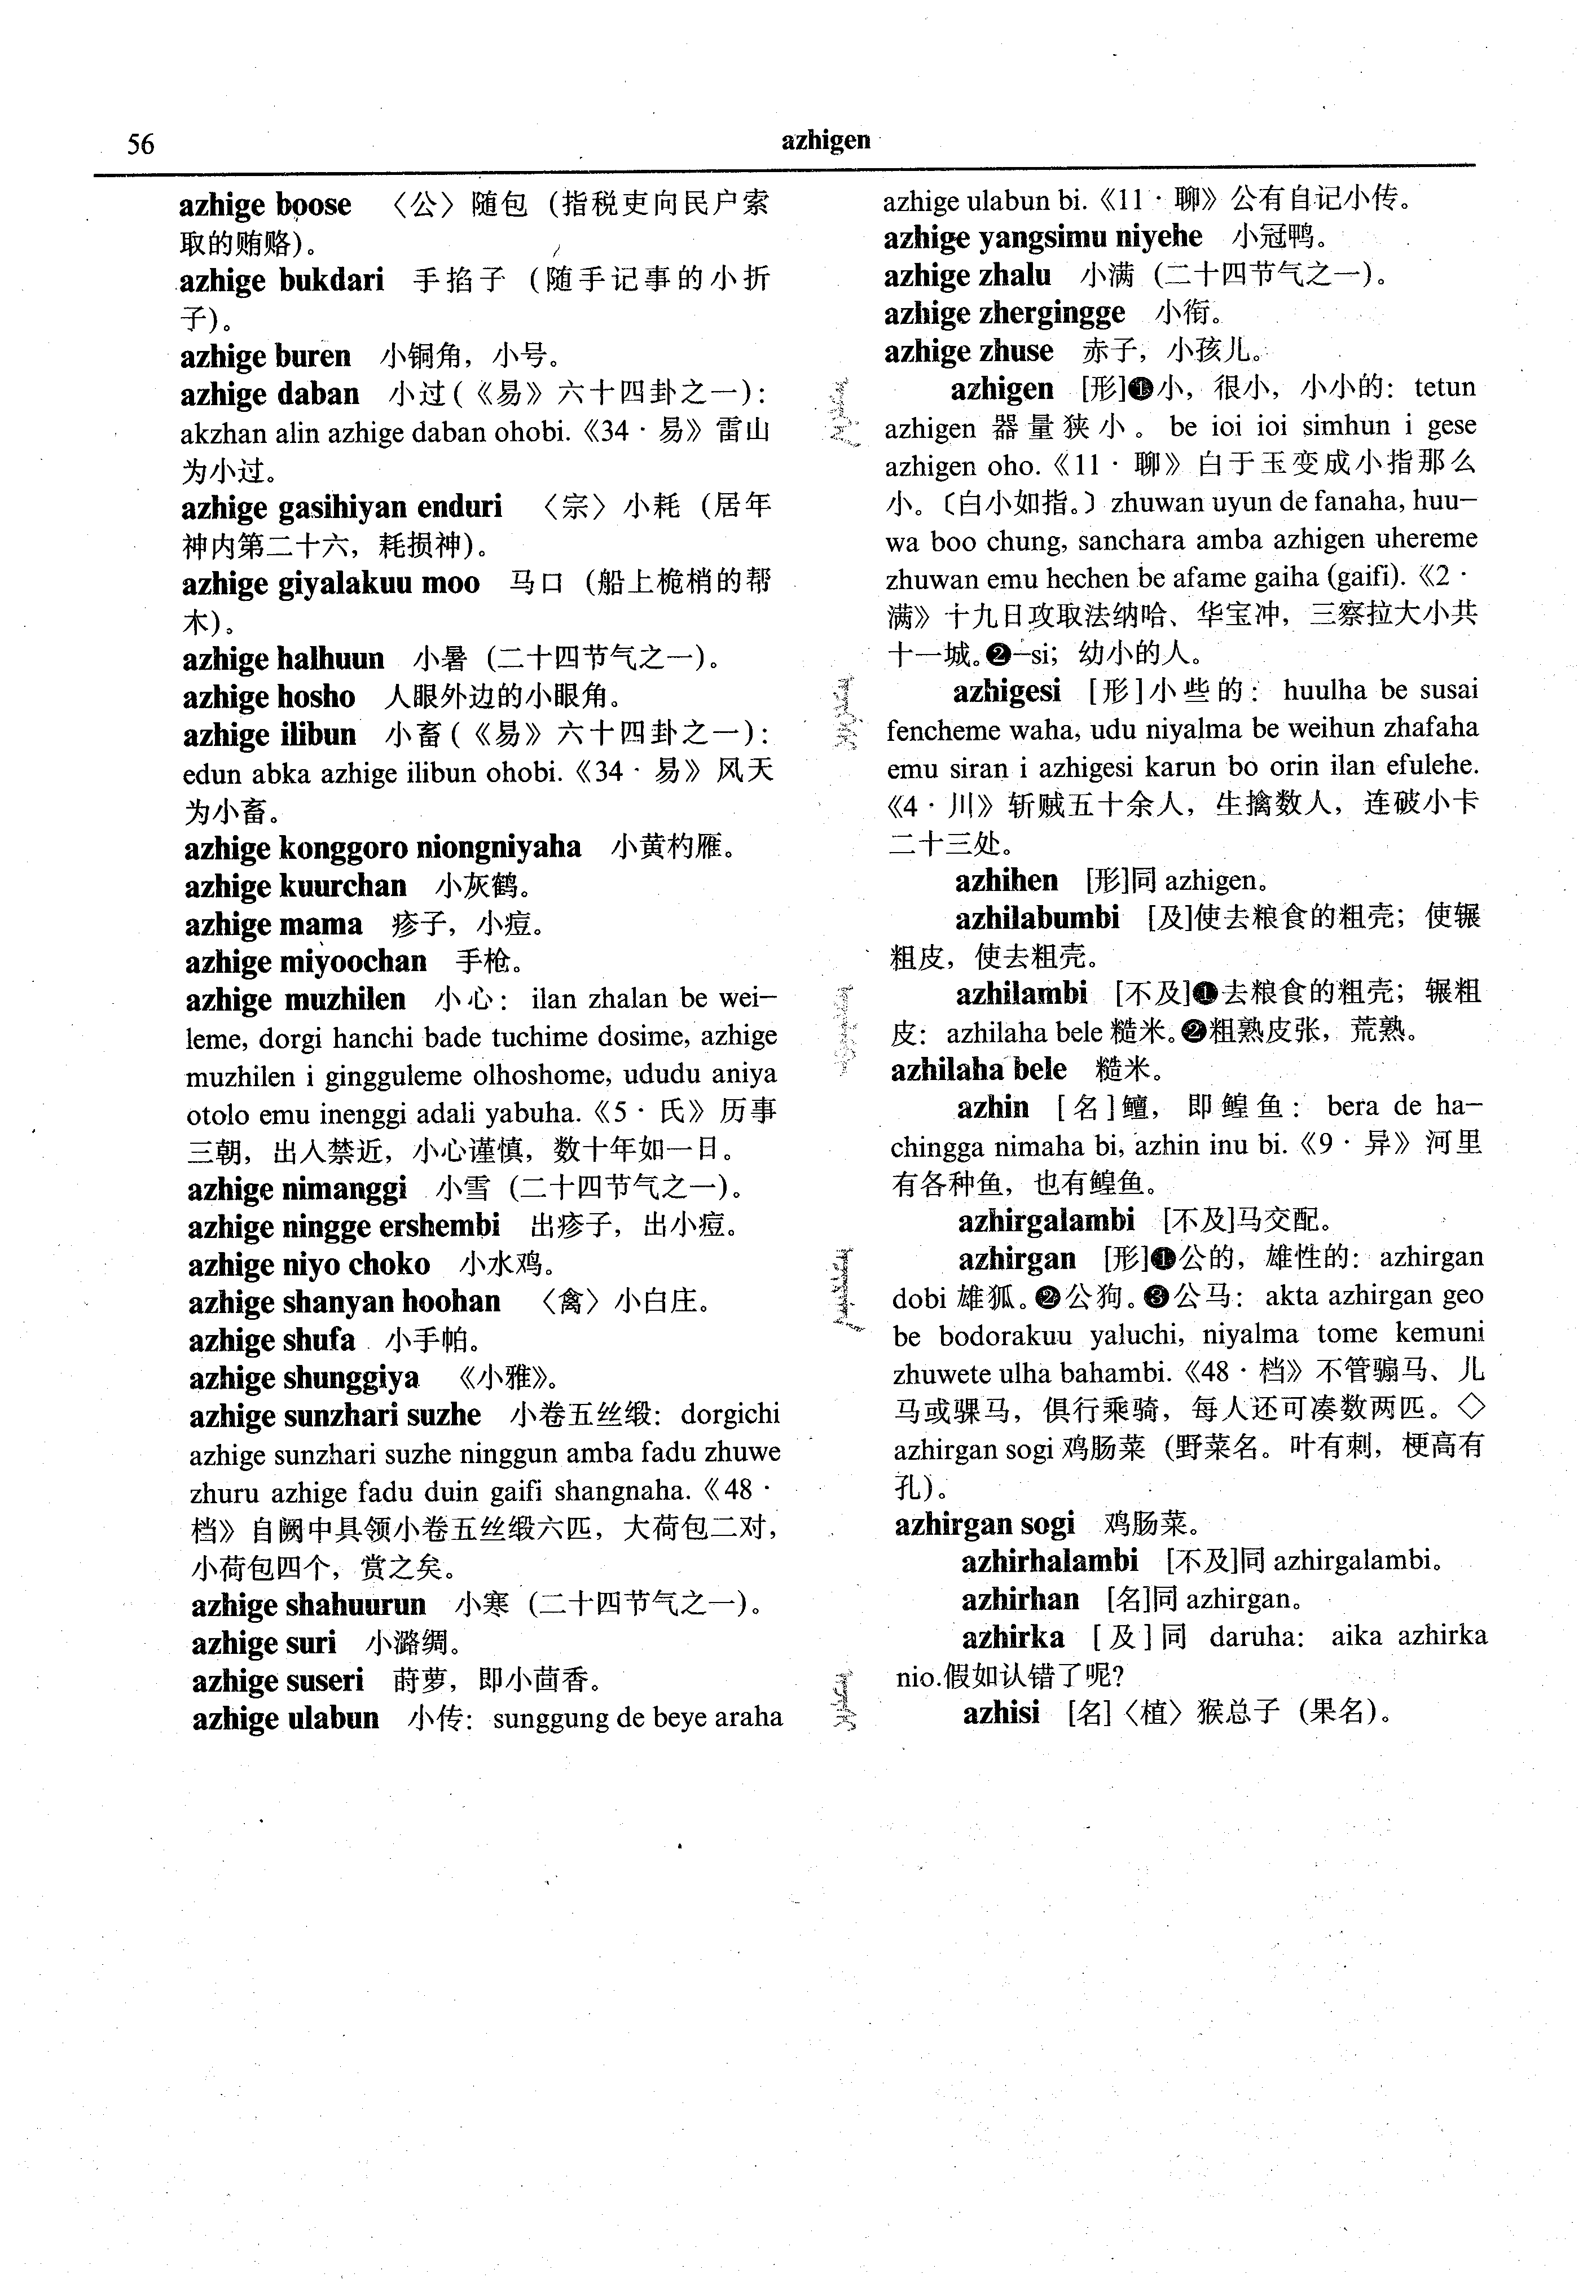 56
azhigen
azhige boose 〈公〉随包（指税吏向民户索
取的贿赂）。
azhige bukdari 手掐子（随手记事的小折
子）。
azhige buren 小铜角，小号。
azhige daban 小过（《易》六十四卦之一）：
akzhan alin azhige daban ohobi.《34·易》雷山
为小过。
azhige gasihiyan enduri 〈宗〉小耗（居年
神内第二十六，耗损神）。
azhige giyalakuu moo 马口（船上桅梢的帮
木）。
azhige halhuun 小暑（二十四节气之一）。
azhige hosho 人眼外边的小眼角。
azhige ilibun 小畜（《易》六十四卦之一）：
edun abka azhige ilibun ohobi.《34·易》风天
为小畜。
azhige konggoro niongniyaha 小黄杓雁。
azhige kuurchan 小灰鹤。
azhige mama 疹子，小痘。
azhige miyoochan 手枪。
azhige muzhilen 小心：ilan zhalan be wei-
leme, dorgi hanchi bade tuchime dosime, azhige
muzhilen i gingguleme olhoshome, ududu aniya
otolo emu inenggi adali yabuha.《5·氏》历事
三朝，出入禁近，小心谨慎，数十年如一日。
azhige nimanggi 小雪（二十四节气之一）。
azhige ningge ershembi 出疹子，出小痘。
azhige niyo choko 小水鸡。
azhige shanyan hoohan 〈禽〉小白庄。
azhige shufa 小手帕。
azhige shunggiya 《小雅》。
azhige sunzhari suzhe 小卷五丝缎：dorgichi
azhige sunzhari suzhe ninggun amba fadu zhuwe
zhuru azhige fadu duin gaifi shangnaha.《48·
档》自阙中具领小卷五丝缎六匹，大荷包二对，
小荷包四个，赏之矣。
azhige shahuurun 小寒（二十四节气之一）。
azhige suri 小潞绸。
azhige suseri 莳萝，即小茴香。
azhige ulabun 小传：sunggung de beye araha
azhige ulabun bi.《11·聊》公有自记小传。
azhige yangsimu niyehe 小冠鸭。
azhige zhalu 小满（二十四节气之一）。
azhige zhergingge 小衔。
azhige zhuse 赤子，小孩儿。
azhigen [形]❶小，很小，小小的：tetun
azhigen 器量狭小。be ioi ioi simhun i gese
azhigen oho.《11·聊》白于玉变成小指那么
小。〔白小如指。〕zhuwan uyun de fanaha, huu-
wa boo chung, sanchara amba azhigen uhereme
zhuwan emu hechen be afame gaiha (gaifi).《2·
满》十九日攻取法纳哈、华宝冲，三察拉大小共
十一城。❷-si；幼小的人。
azhigesi [形]小些的：huulha be susai
fencheme waha, udu niyalma be weihun zhafaha
emu siran i azhigesi karun bo orin ilan efulehe.
《4·川》斩贼五十余人，生擒数人，连破小卡
二十三处。
azhihen [形]同 azhigen。
azhilabumbi [及]使去粮食的粗壳；使辗
粗皮，使去粗壳。
azhilambi [不及]❶去粮食的粗壳；辗粗
皮：azhilaha bele 糙米。❷粗熟皮张，荒熟。
azhilaha bele 糙米。
azhin [名]鳣，即鳇鱼：bera de ha-
chingga nimaha bi, azhin inu bi.《9·异》河里
有各种鱼，也有鳇鱼。
azhirgalambi [不及]马交配。
azhirgan [形]❶公的，雄性的：azhirgan
dobi 雄狐。❷公狗。❸公马：akta azhirgan geo
be bodorakuu yaluchi, niyalma tome kemuni
zhuwete ulha bahambi.《48·档》不管骟马、儿
马或骒马，俱行乘骑，每人还可凑数两匹。◇
azhirgan sogi 鸡肠菜（野菜名。叶有刺，梗高有
孔）。
azhirgan sogi 鸡肠菜。
azhirhalambi [不及]同 azhirgalambi。
azhirhan [名]同 azhirgan。
azhirka [及]同 daruha：aika azhirka
nio.假如认错了呢?
azhisi [名]〈植〉猴总子（果名）。